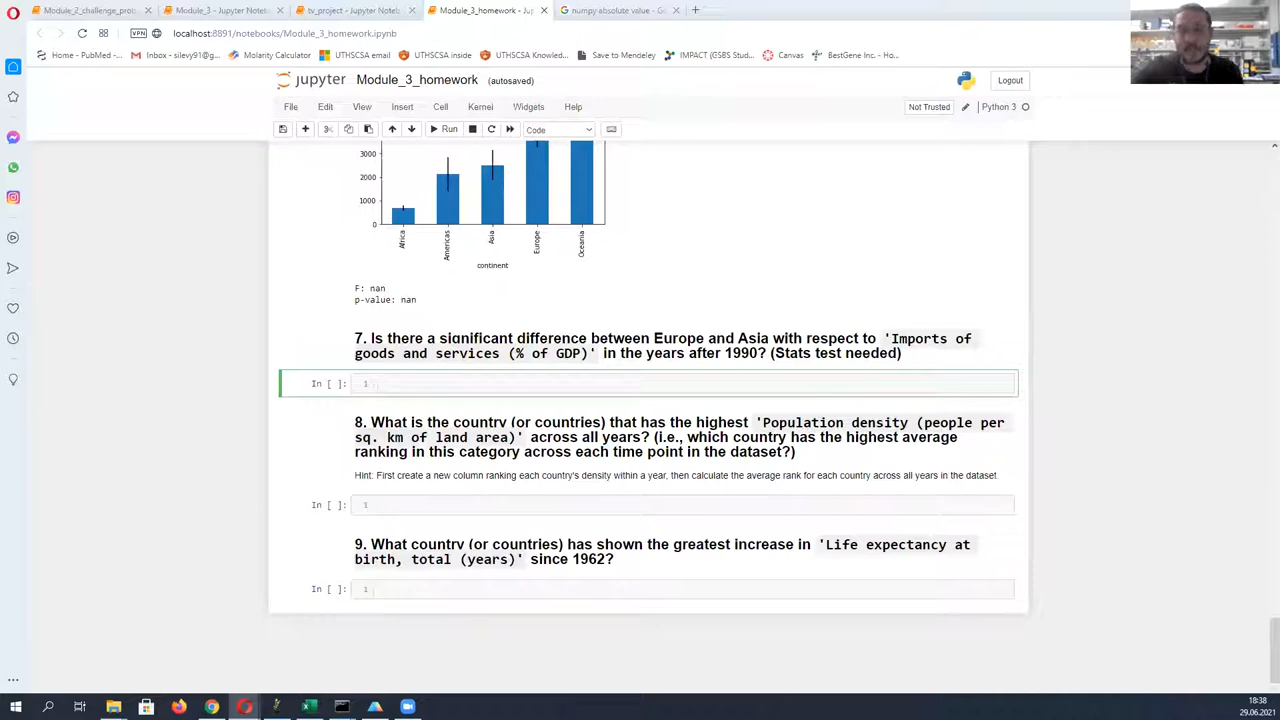 Module_2_challenge_prob
Module_3 - Jupyter Noteb
tv_project - Jupyter Noteb
Module_3_homework - Ju
numpy absolute value - Go
VPN
localhost:8891/notebooks/Module_3_homework.ipynb
Home - PubMed -...
Inbox - silevy91@gm...
Molarity Calculator
UTHSCSA email
UTHSCSA Knowled...
Save to Mendeley
IMPACT (GSBS Stud...
Canvas
BestGene Inc. - Ho...
jupyter
Module_3_homework
(autosaved)
Logout
File
Edit
View
Insert
Cell
Kernel
Widgets
Help
Not Trusted
Python 3
Run
Code
3000
2000
1000
0
Africa
Americas
Asia
Europe
Oceania
continent
F: nan
p-value: nan
7. Is there a significant difference between Europe and Asia with respect to 'Imports of
goods and services (% of GDP)' in the years after 1990? (Stats test needed)
In [ ]:
1
8. What is the country (or countries) that has the highest 'Population density (people per
sq. km of land area)' across all years? (i.e., which country has the highest average
ranking in this category across each time point in the dataset?)
Hint: First create a new column ranking each country's density within a year, then calculate the average rank for each country across all years in the dataset.
In [ ]:
1
9. What country (or countries) has shown the greatest increase in 'Life expectancy at
birth, total (years)' since 1962?
In [ ]:
1
18:38
29.06.2021